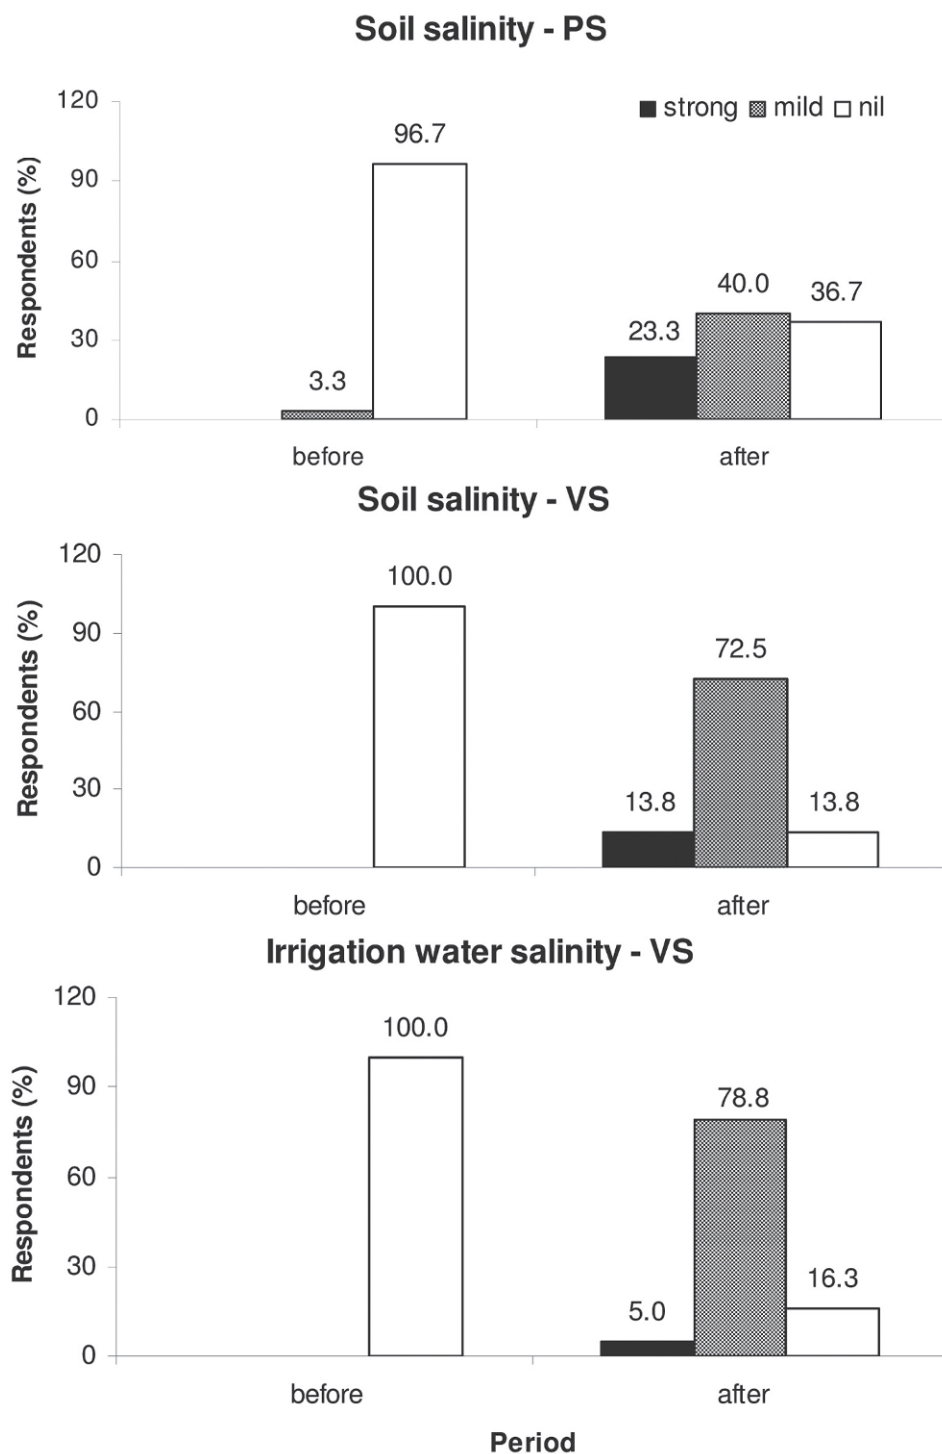 Soil salinity - PS
strong mild nil
Respondents (%)
120
90
60
30
0
3.3
96.7
23.3
40.0
36.7
before after
Soil salinity - VS
Respondents (%)
120
90
60
30
0
100.0
13.8
72.5
13.8
before after
Irrigation water salinity - VS
Respondents (%)
120
90
60
30
0
100.0
5.0
78.8
16.3
before after
Period